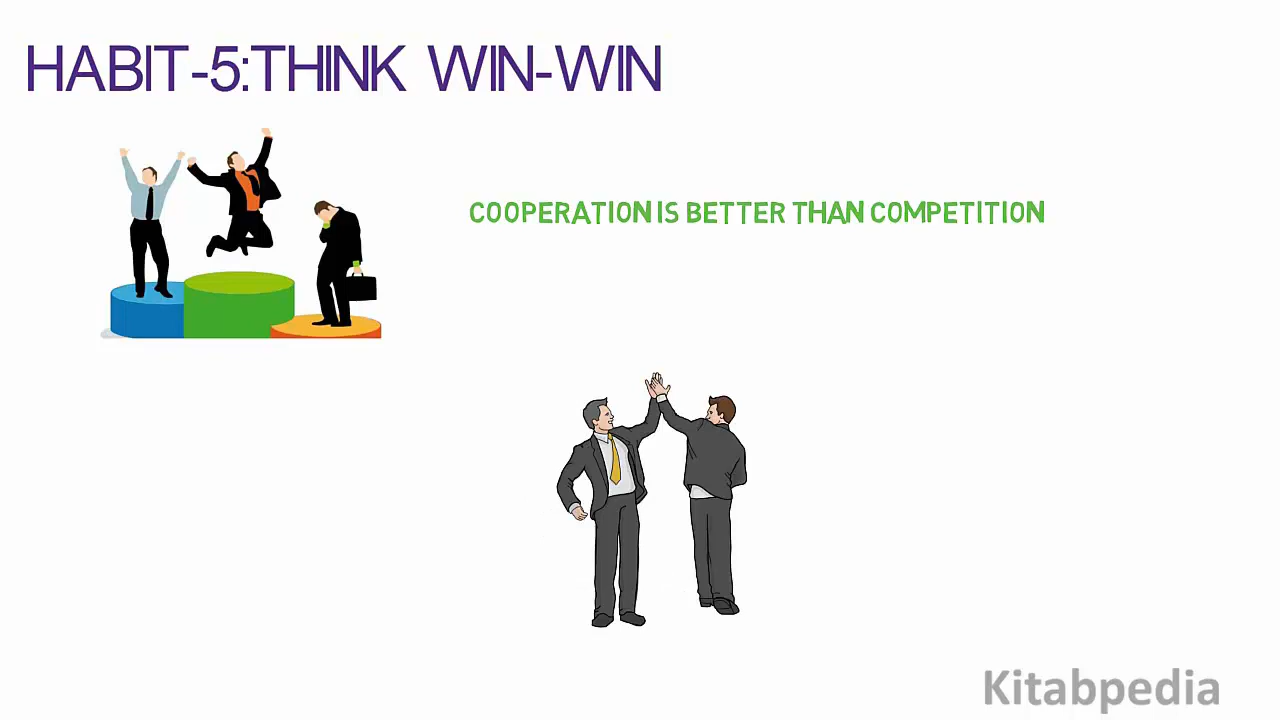 HABIT-5:THINK WIN-WIN
COOPERATION IS BETTER THAN COMPETITION
Kitabpedia